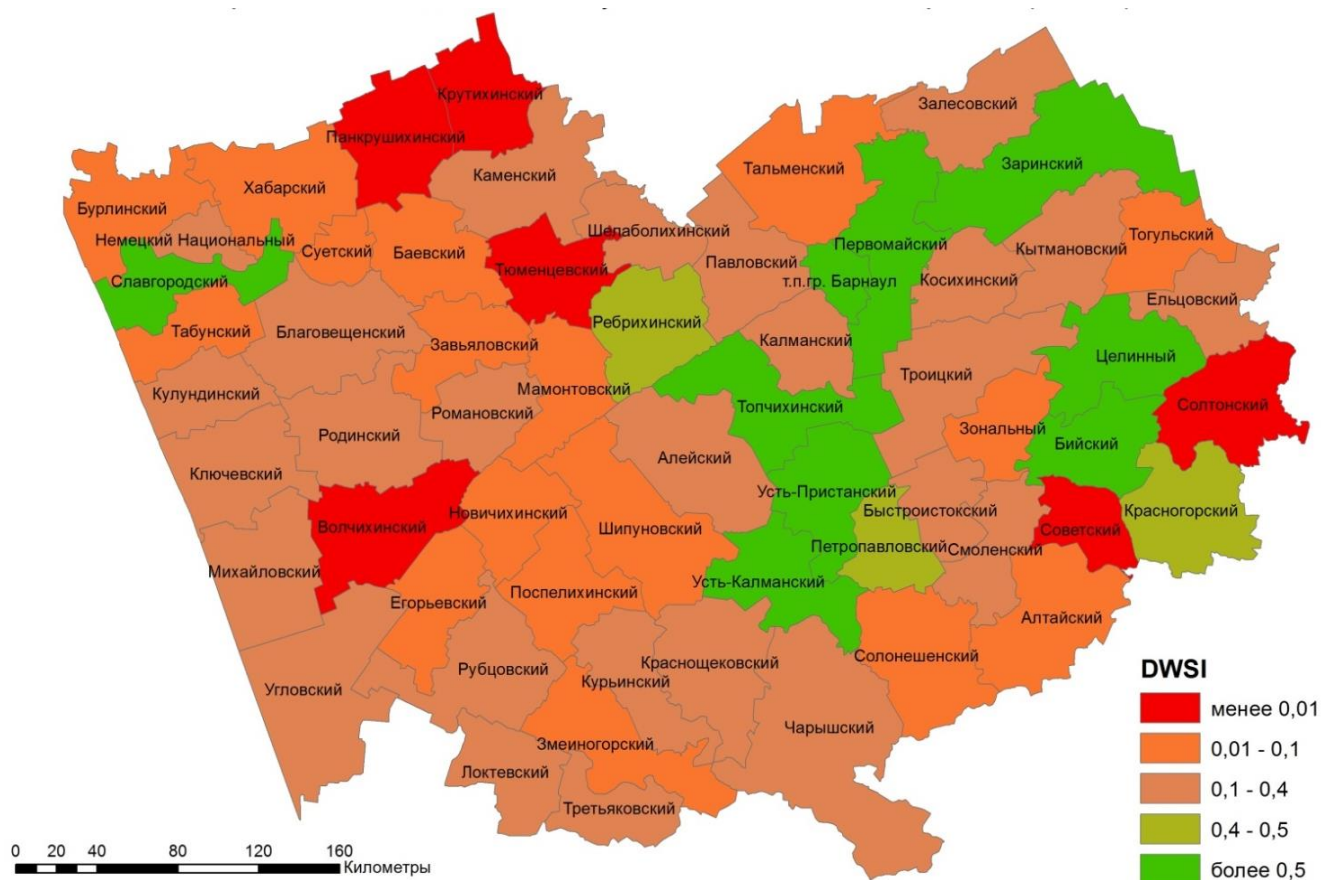 Залесовский
Крутихинский
Панкрушихинский
Заринский
Тальменский
Каменский
Хабарский
Бурлинский
Шелаболихинский
Немецкий Национальный
Суетский
Баевский
Первомайский
Кытмановский
Тогульский
Павловский
Тюменцевский
Славгородский
т.п.гр. Барнаул
Косихинский
Ельцовский
Ребрихинский
Табунский
Благовещенский
Завьяловский
Калманский
Целинный
Троицкий
Кулундинский
Мамонтовский
Романовский
Топчихинский
Солтонский
Родинский
Зональный
Бийский
Алейский
Ключевский
Усть-Пристанский
Быстроистокский
Красногорский
Волчихинский
Новичихинский
Шипуновский
Советский
Петропавловский
Смоленский
Михайловский
Усть-Калманский
Поспелихинский
Егорьевский
Алтайский
Солонешенский
Краснощековский
Рубцовский
Курьинский
Угловский
Чарышский
Змеиногорский
Локтевский
Третьяковский
DWSI
менее 0,01
0,01 - 0,1
0,1 - 0,4
0,4 - 0,5
более 0,5
0 20 40 80 120 160
Километры